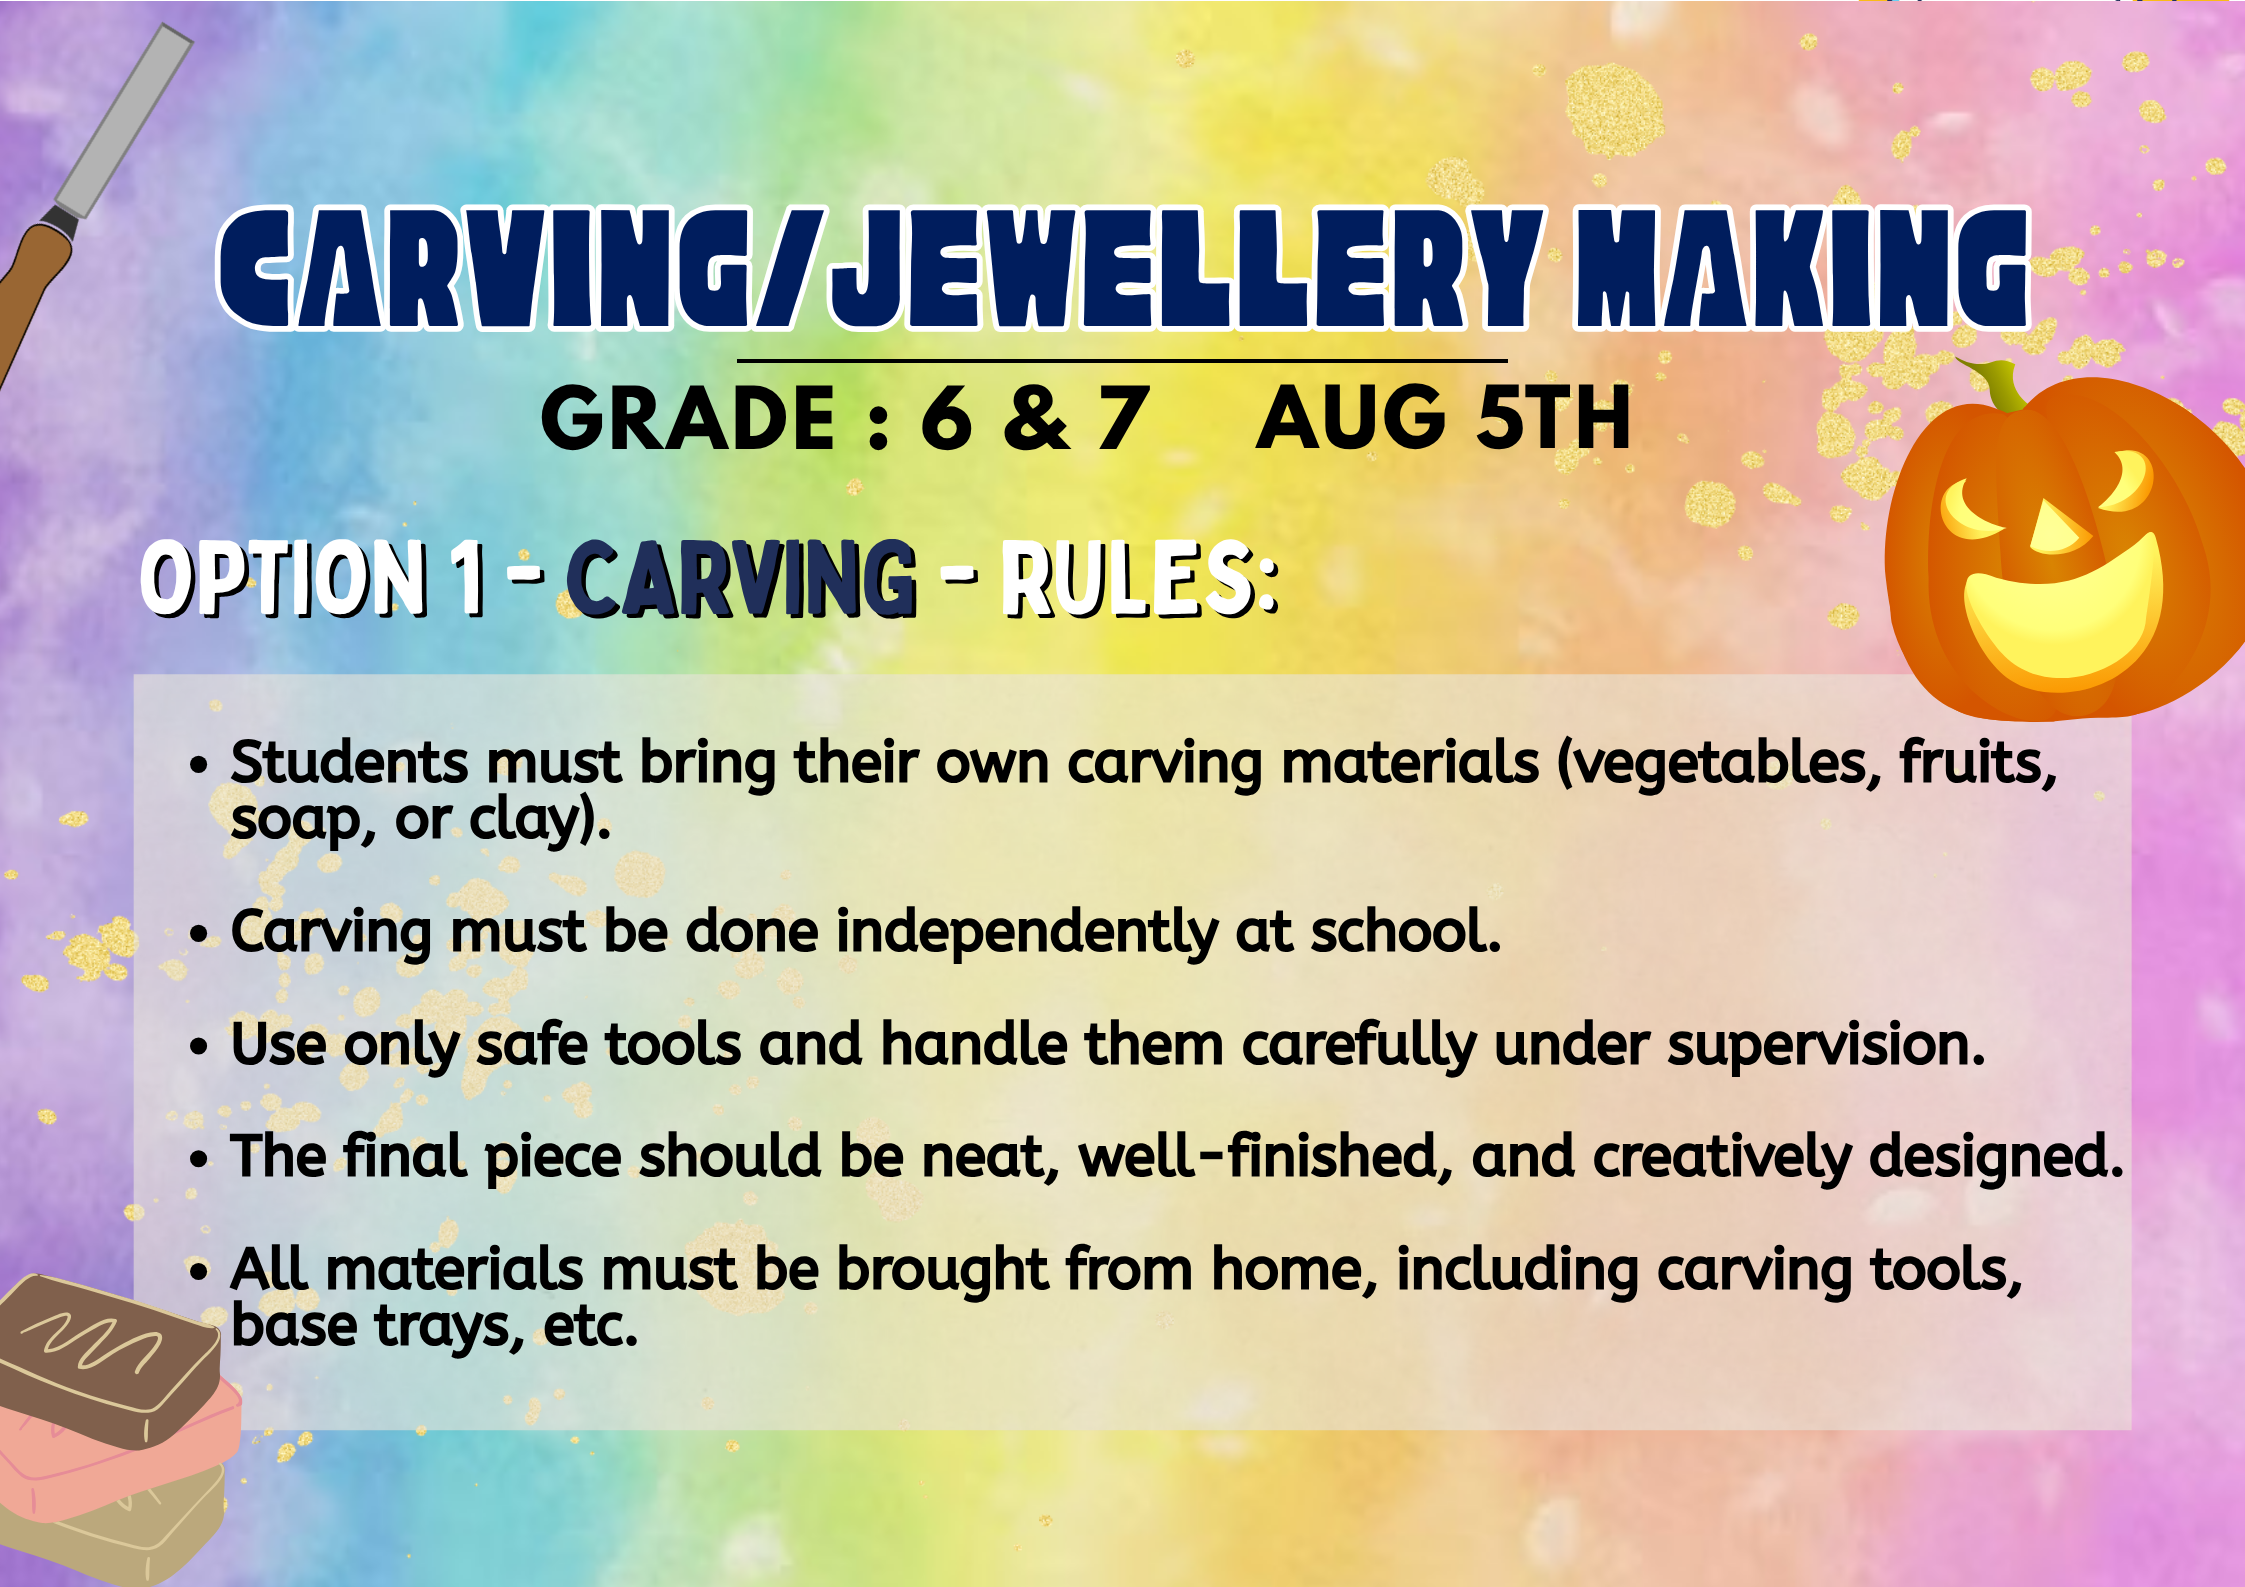 CARVING/JEWELLERY MAKING
GRADE : 6 & 7 AUG 5TH
OPTION 1 - CARVING - RULES:
• Students must bring their own carving materials (vegetables, fruits,
soap, or clay).
• Carving must be done independently at school.
• Use only safe tools and handle them carefully under supervision.
• The final piece should be neat, well-finished, and creatively designed.
• All materials must be brought from home, including carving tools,
base trays, etc.